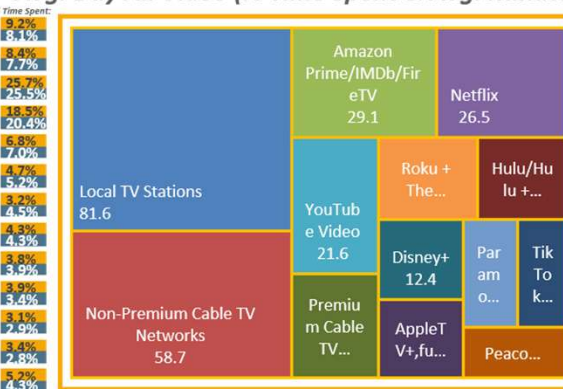 Time Spent:
9.2%
8.1%
8.4%
7.7%
25.7%
25.5%
18.5%
20.4%
6.8%
7.0%
4.7%
5.2%
3.2%
4.5%
4.3%
4.3%
3.8%
3.9%
3.9%
3.4%
3.1%
2.9%
3.4%
2.8%
5.2%
4.3%
Local TV Stations
81.6
Non-Premium Cable TV
Networks
58.7
Amazon
Prime/IMDb/Fir
eTV
29.1
Netflix
26.5
YouTub
e Video
21.6
Roku +
The...
Hulu/Hu
lu +...
Premiu
m Cable
TV...
Disney+
12.4
AppleT
V+,fu...
Par
am
o...
Tik
To
k...
Peaco...